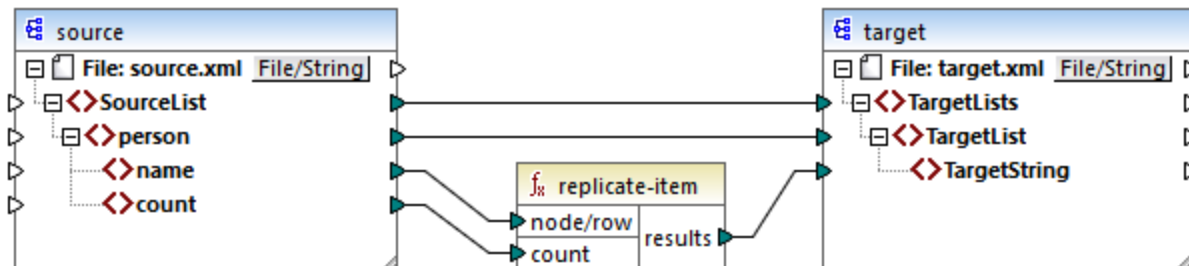 source
File: source.xml File/String
SourceList
person
name
count
fx replicate-item
node/row
count
results
target
File: target.xml File/String
TargetLists
TargetList
TargetString